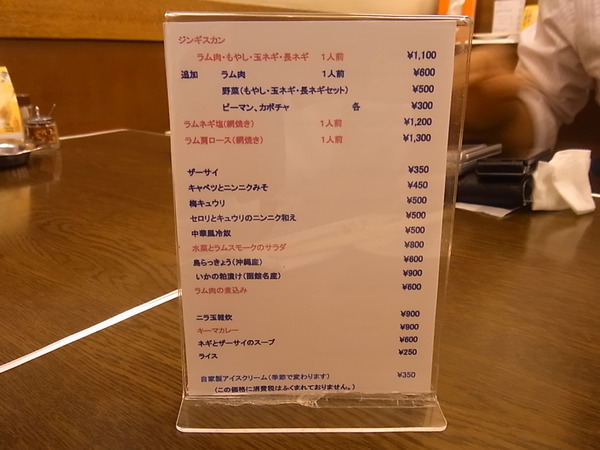 ジンギスカン
ラム肉・もやし・玉ネギ・長ネギ 1人前 ¥1,100
追加 ラム肉 1人前 ¥600
野菜(もやし・玉ネギ・長ネギセット) ¥500
ピーマン、カボチャ 各 ¥300
ラムネギ塩(網焼き) 1人前 ¥1,200
ラム肩ロース(網焼き) 1人前 ¥1,300
ザーサイ ¥350
キャベツとニンニクみそ ¥450
梅キュウリ ¥500
セロリとキュウリのニンニク和え ¥500
中華風冷奴 ¥500
水菜とラムスモークのサラダ ¥800
島らっきょう(沖縄産) ¥600
いかの粕漬け(函館名産) ¥900
ラム肉の煮込み ¥600
ニラ玉雑炊 ¥900
キーマカレー ¥900
ネギとザーサイのスープ ¥600
ライス ¥250
自家製アイスクリーム(季節で変わります) ¥350
(この価格に消費税はふくまれておりません。)